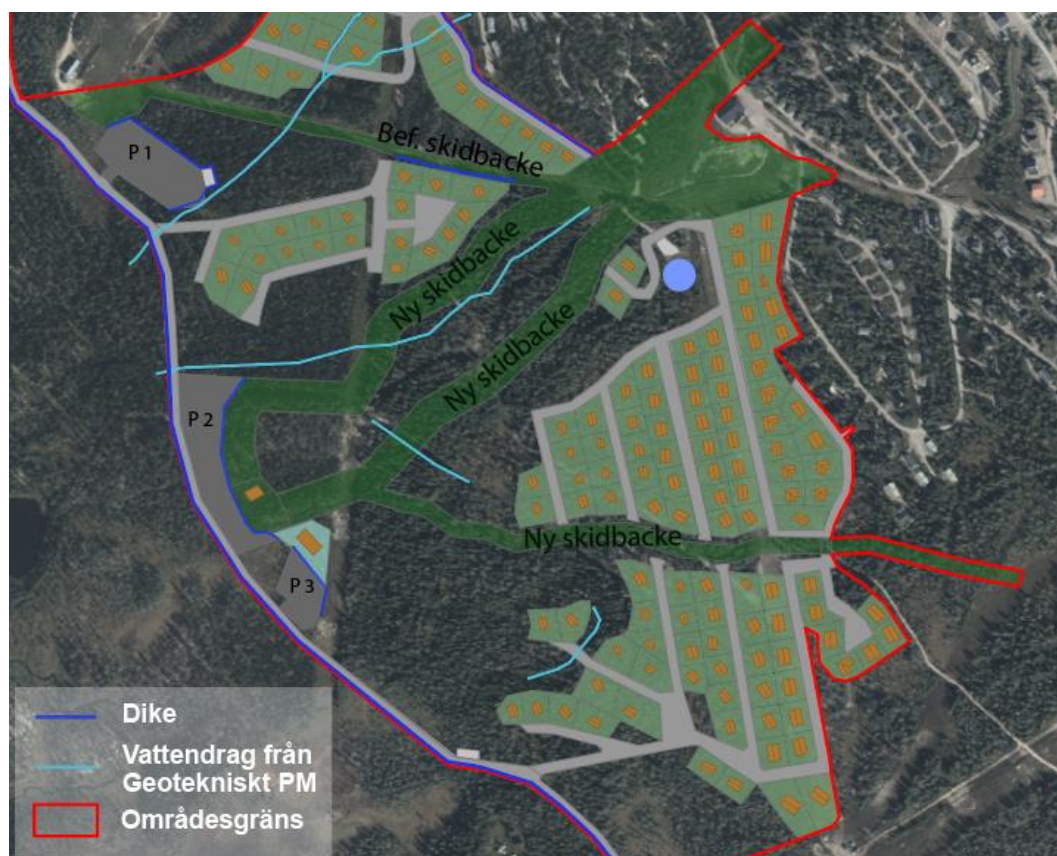 P 1
Bef. skidbacke
Ny skidbacke
Ny skidbacke
P 2
Ny skidbacke
P 3
Dike
Vattendrag från
Geotekniskt PM
Områdesgräns